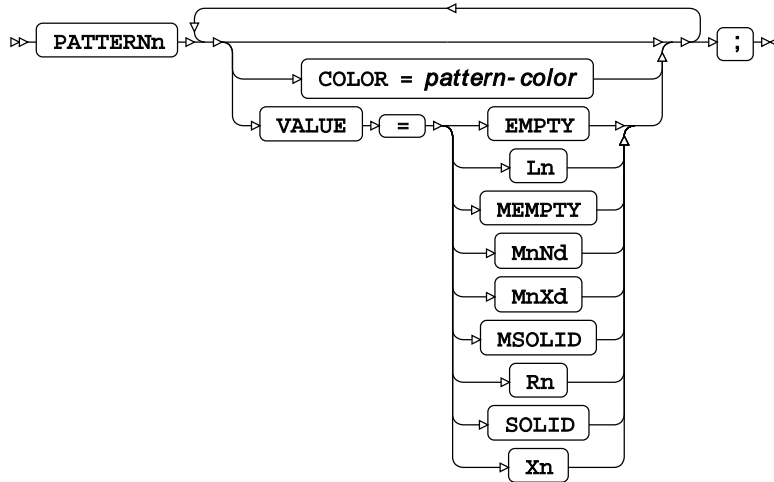 PATTERNn ;
COLOR = pattern-color
VALUE = EMPTY
Ln
MEMPTY
MnNd
MnXd
MSOLID
Rn
SOLID
Xn